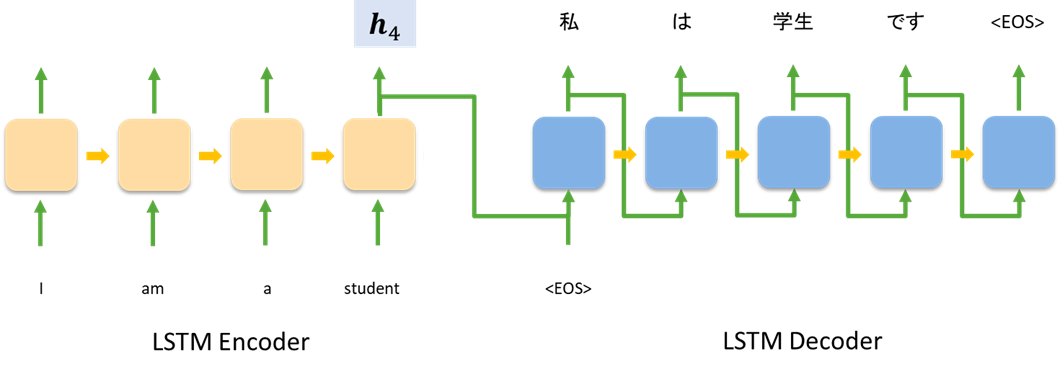 h₄
私 は 学生 です <EOS>
I am a student <EOS>
LSTM Encoder LSTM Decoder